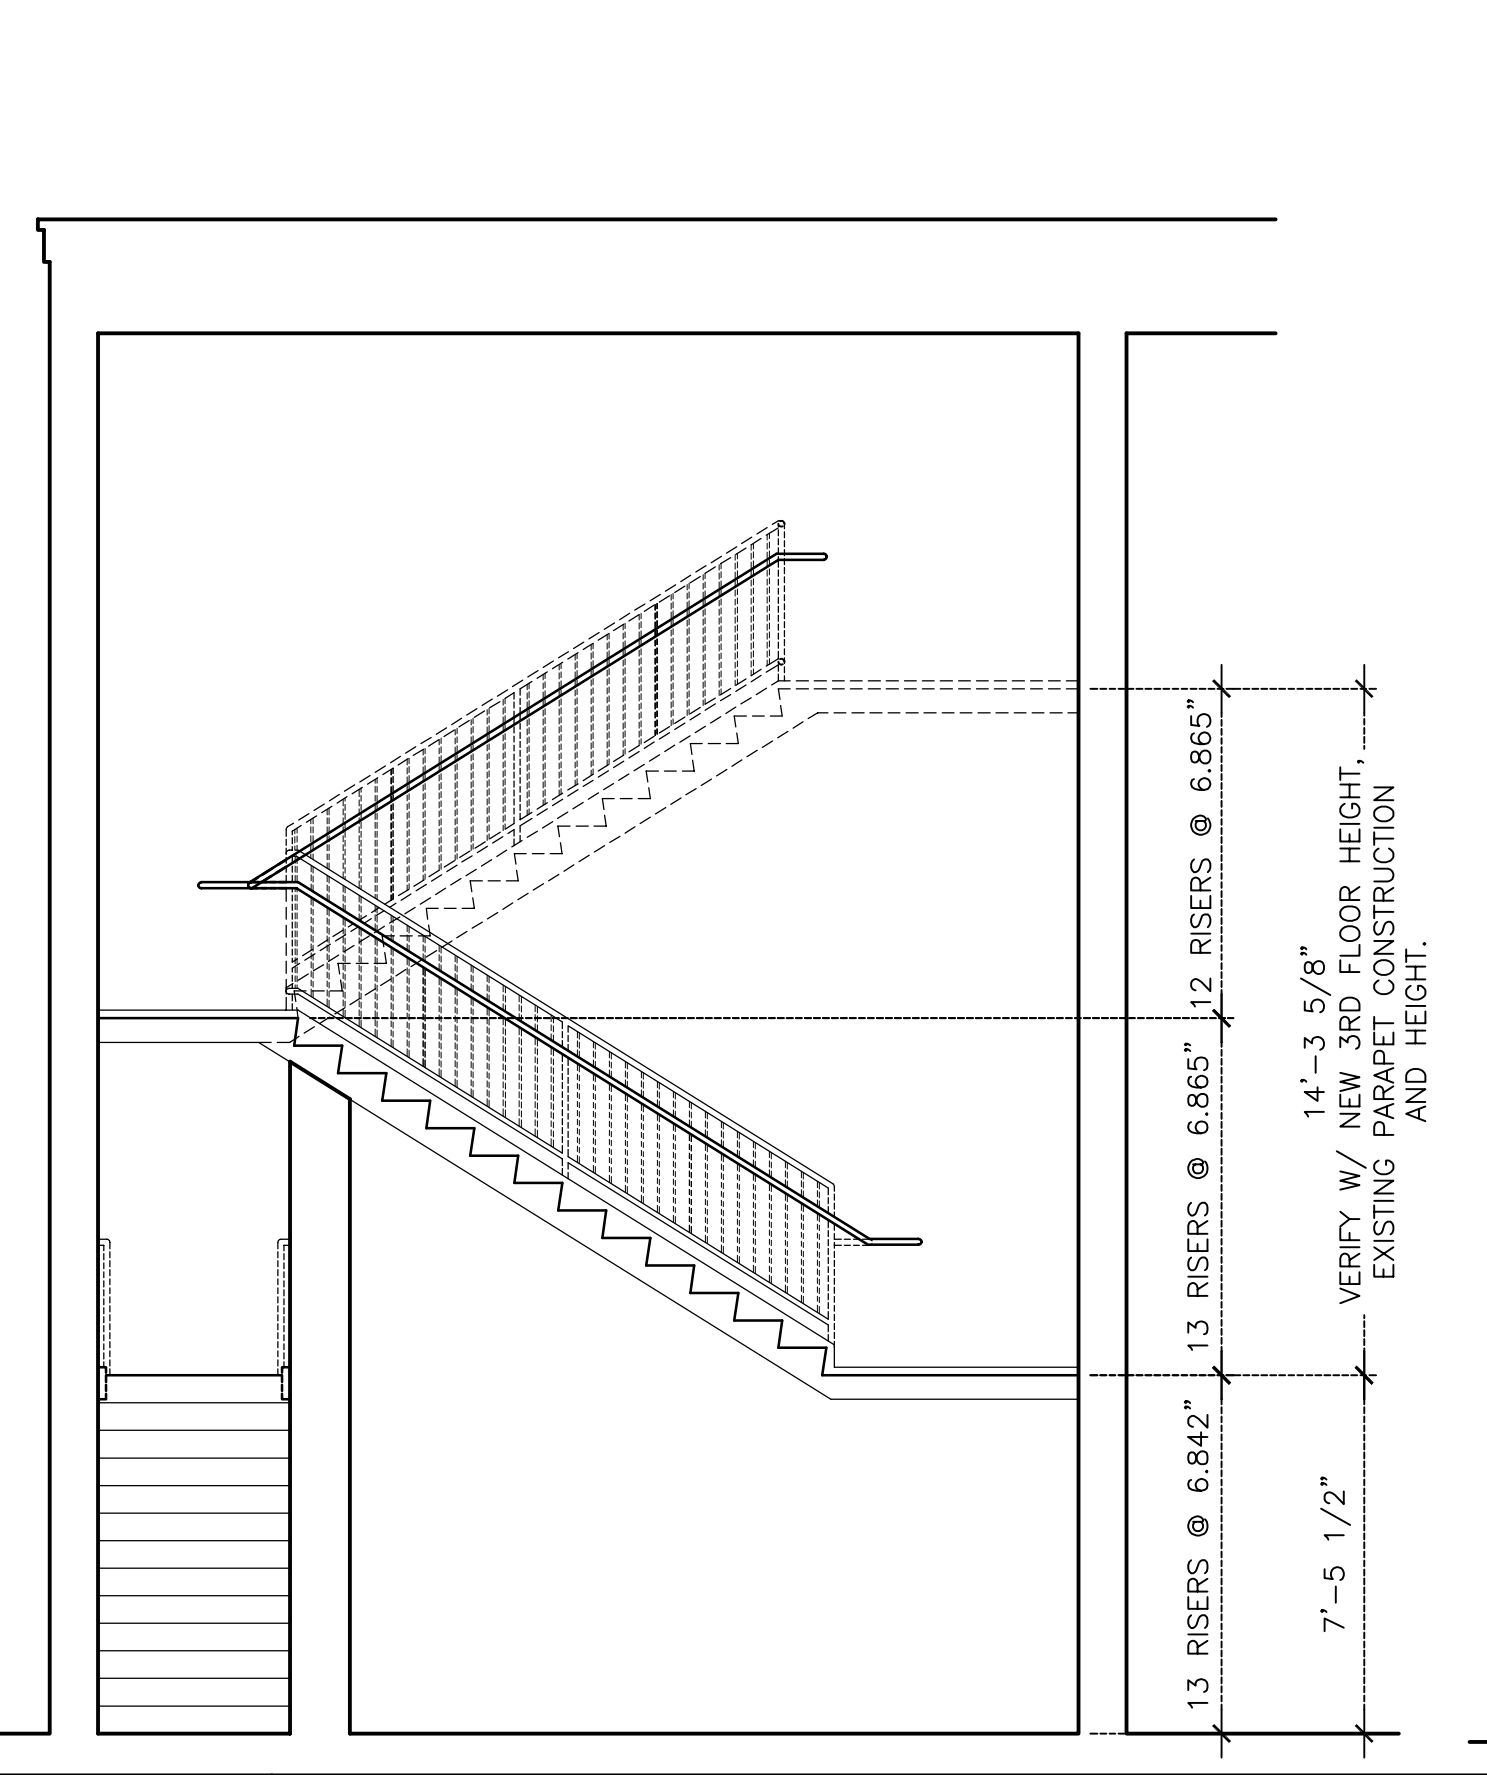 13 RISERS @ 6.842”
13 RISERS @ 6.865”
12 RISERS @ 6.865”
7’-5 1/2”
14’-3 5/8”
VERIFY W/ NEW 3RD FLOOR HEIGHT,
EXISTING PARAPET CONSTRUCTION
AND HEIGHT.